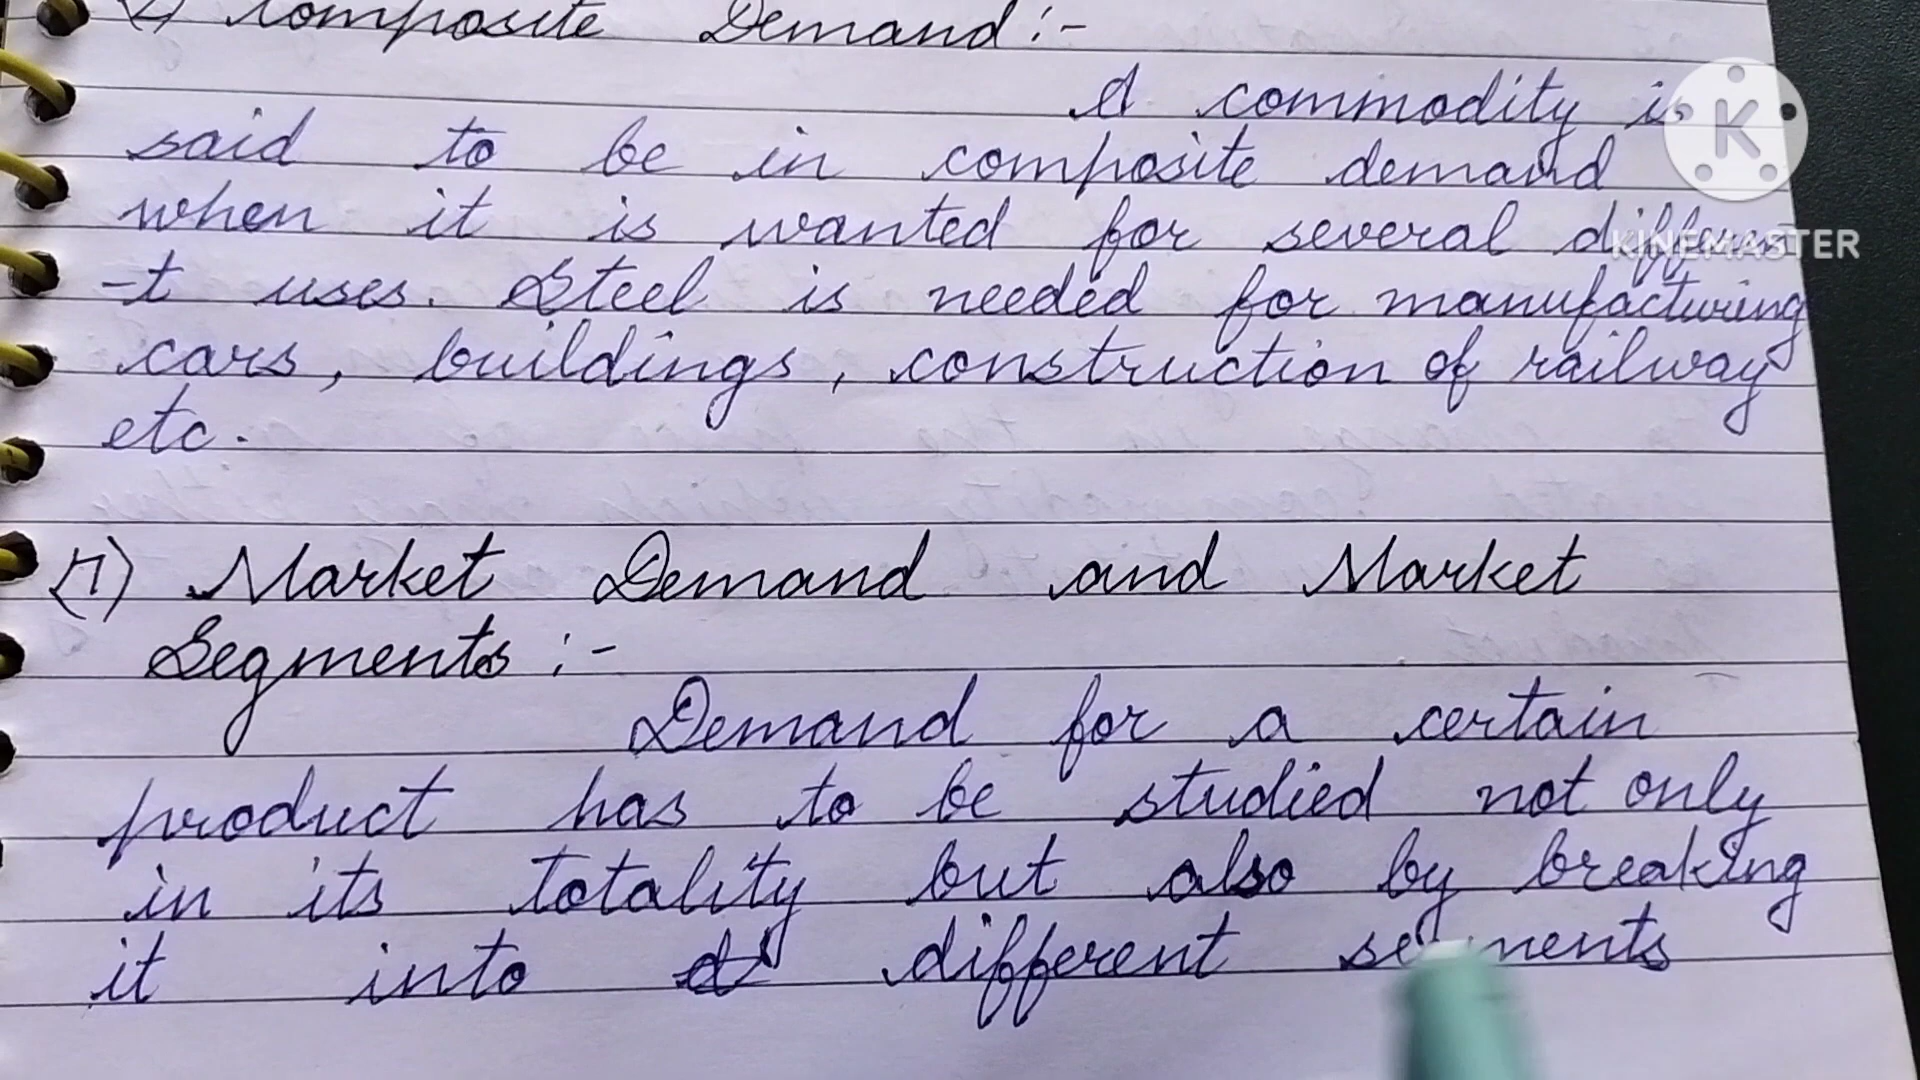 Composite Demand :-
A commodity is
said to be in composite demand
when it is wanted for several differen
-t uses. Steel is needed for manufacturing
cars, buildings, construction of railway
etc.
(7) Market Demand and Market
Segments :-
Demand for a certain
product has to be studied not only
in its totality but also by breaking
it into different segments
K
KINEMASTER